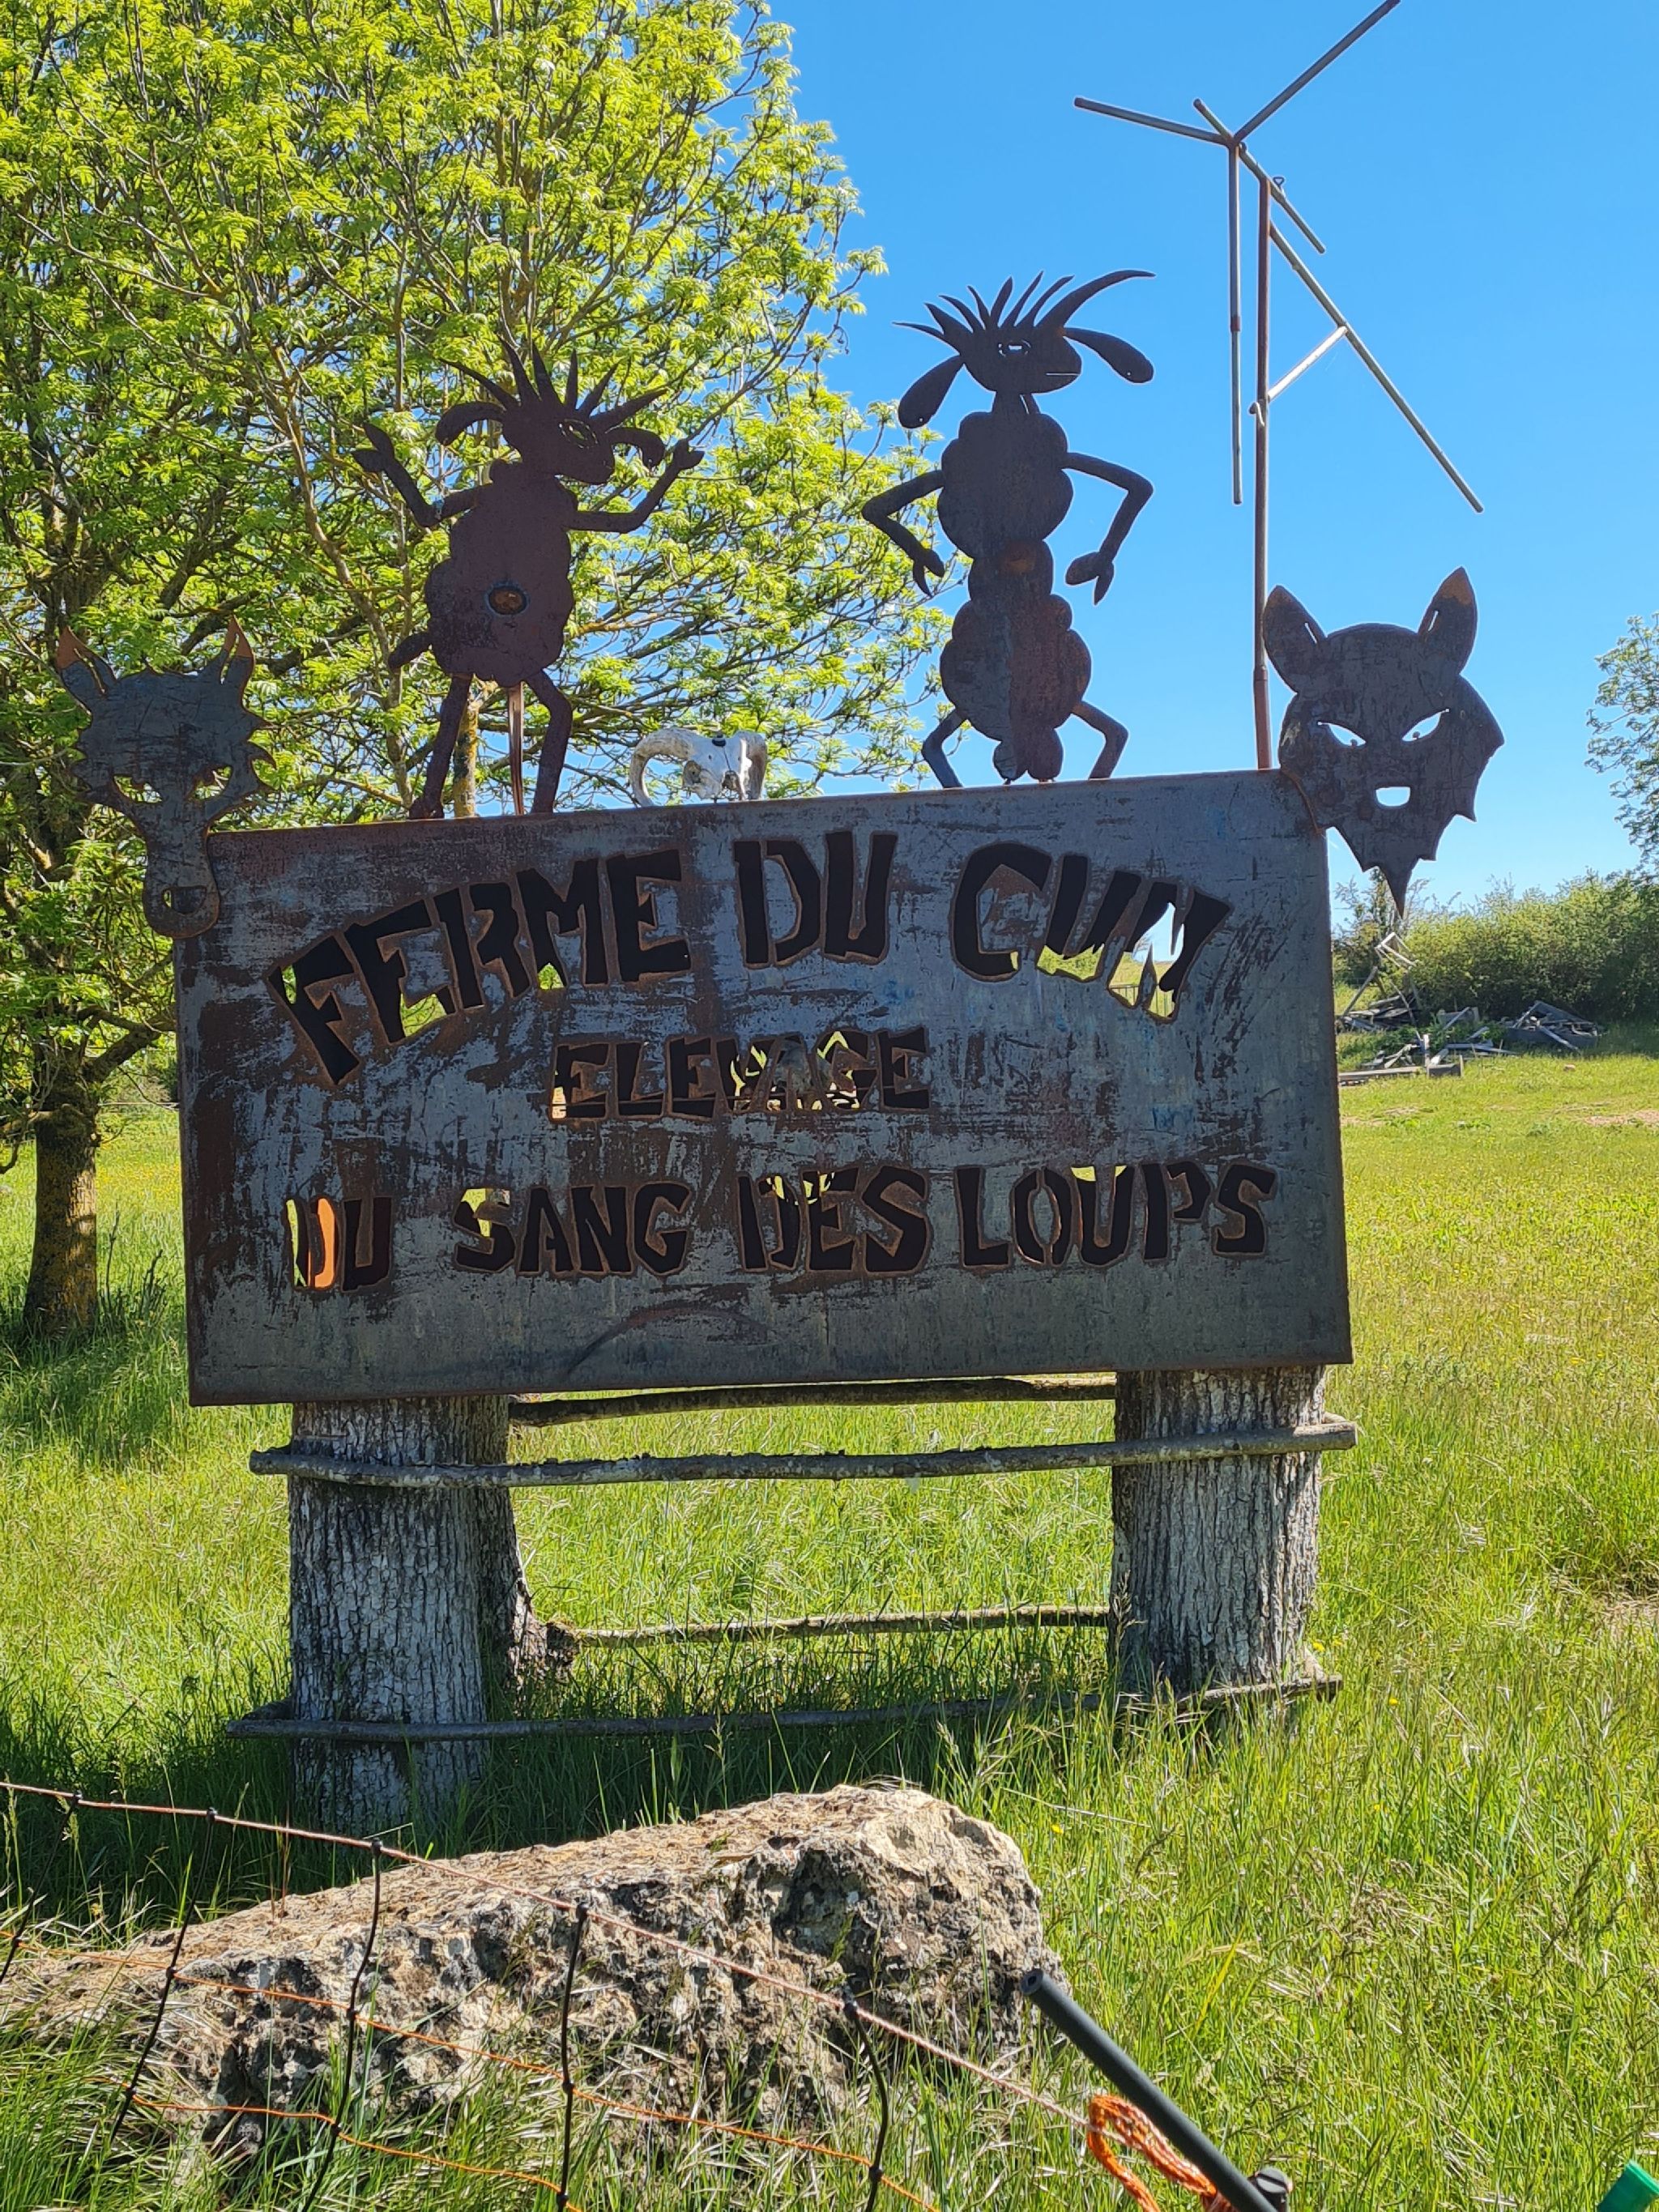 FERME DU CUN
ELEVAGE
DU SANG DES LOUPS